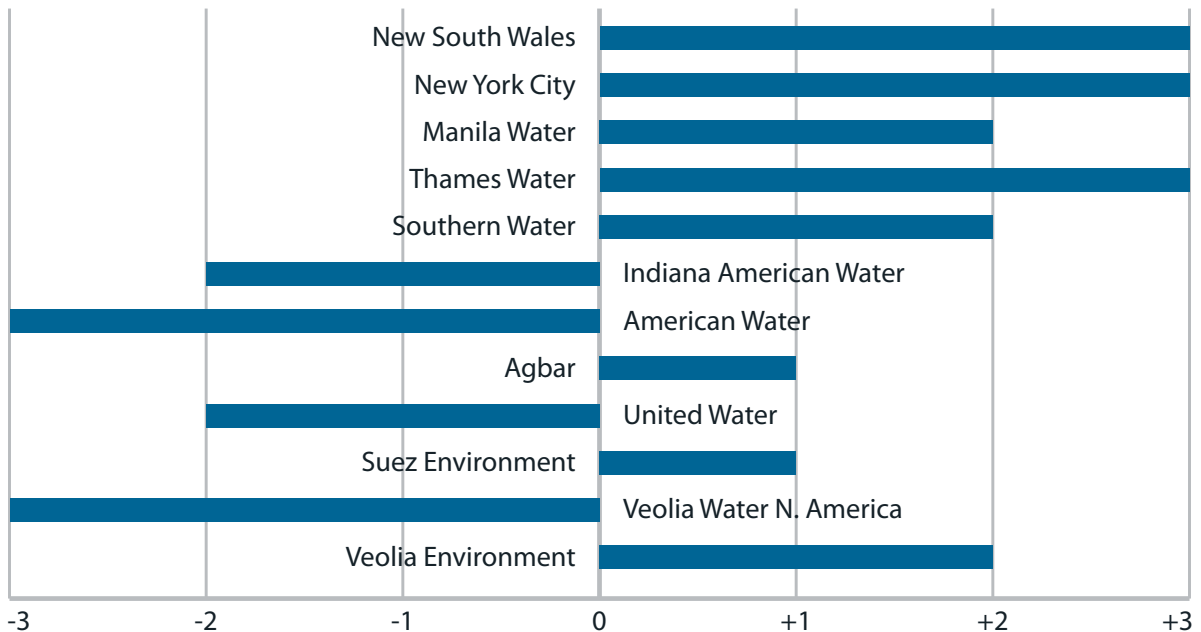 New South Wales
New York City
Manila Water
Thames Water
Southern Water
Indiana American Water
American Water
Agbar
United Water
Suez Environment
Veolia Water N. America
Veolia Environment
-3 -2 -1 0 +1 +2 +3